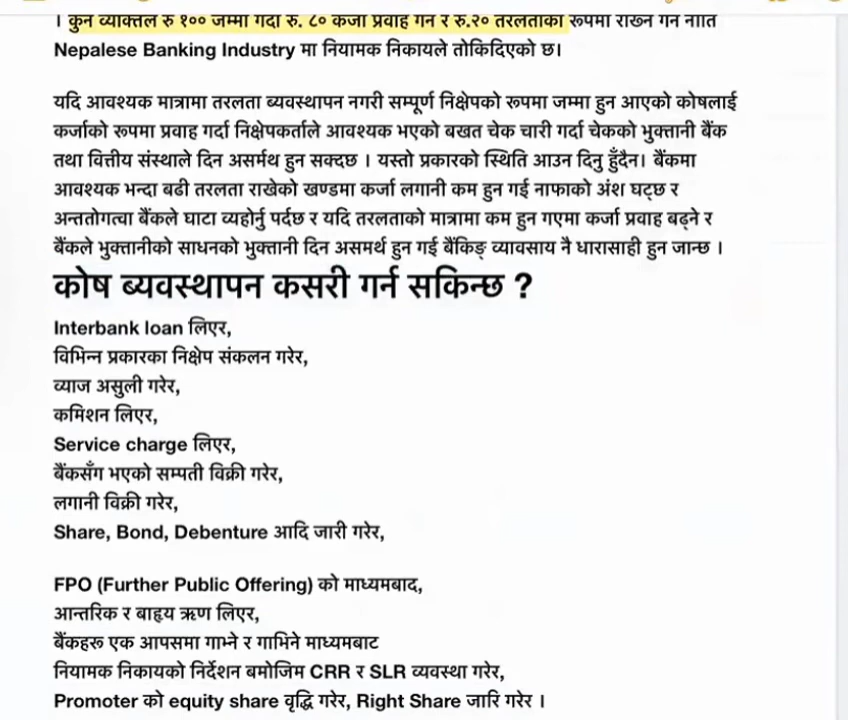 । कुन व्यक्तिले रु १०० जम्मा गर्दा रु. ८० कर्जा प्रवाह गर्न र रु.२० तरलताको रूपमा राख्न गर्न नीति
Nepalese Banking Industry मा नियामक निकायले तोकिदिएको छ।
यदि आवश्यक मात्रामा तरलता ब्यवस्थापन नगरी सम्पूर्ण निक्षेपको रुपमा जम्मा हुन आएको कोषलाई
कर्जाको रुपमा प्रवाह गर्दा निक्षेपकर्ताले आवश्यक भएको बखत चेक चारी गर्दा चेकको भुक्तानी बैंक
तथा वित्तीय संस्थाले दिन असर्मथ हुन सक्दछ । यस्तो प्रकारको स्थिति आउन दिनु हुँदैन। बैंकमा
आवश्यक भन्दा बढी तरलता राखेको खण्डमा कर्जा लगानी कम हुन गई नाफाको अंश घट्छ र
अन्ततोगत्वा बैंकले घाटा व्यहोर्नु पर्दछ र यदि तरलताको मात्रामा कम हुन गएमा कर्जा प्रवाह बढ्ने र
बैंकले भुक्तानीको साधनको भुक्तानी दिन असमर्थ हुन गई बैंकिङ्ग व्यावसाय नै धारासाही हुन जान्छ ।
कोष ब्यवस्थापन कसरी गर्न सकिन्छ ?
Interbank loan लिएर,
विभिन्न प्रकारका निक्षेप संकलन गरेर,
व्याज असुली गरेर,
कमिशन लिएर,
Service charge लिएर,
बैंकसँग भएको सम्पती विक्री गरेर,
लगानी विक्री गरेर,
Share, Bond, Debenture आदि जारी गरेर,
FPO (Further Public Offering) को माध्यमबाद,
आन्तरिक र बाहृय ऋण लिएर,
बैंकहरू एक आपसमा गाभ्ने र गाभिने माध्यमबाट
नियामक निकायको निर्देशन बमोजिम CRR र SLR व्यवस्था गरेर,
Promoter को equity share वृद्धि गरेर, Right Share जारि गरेर ।